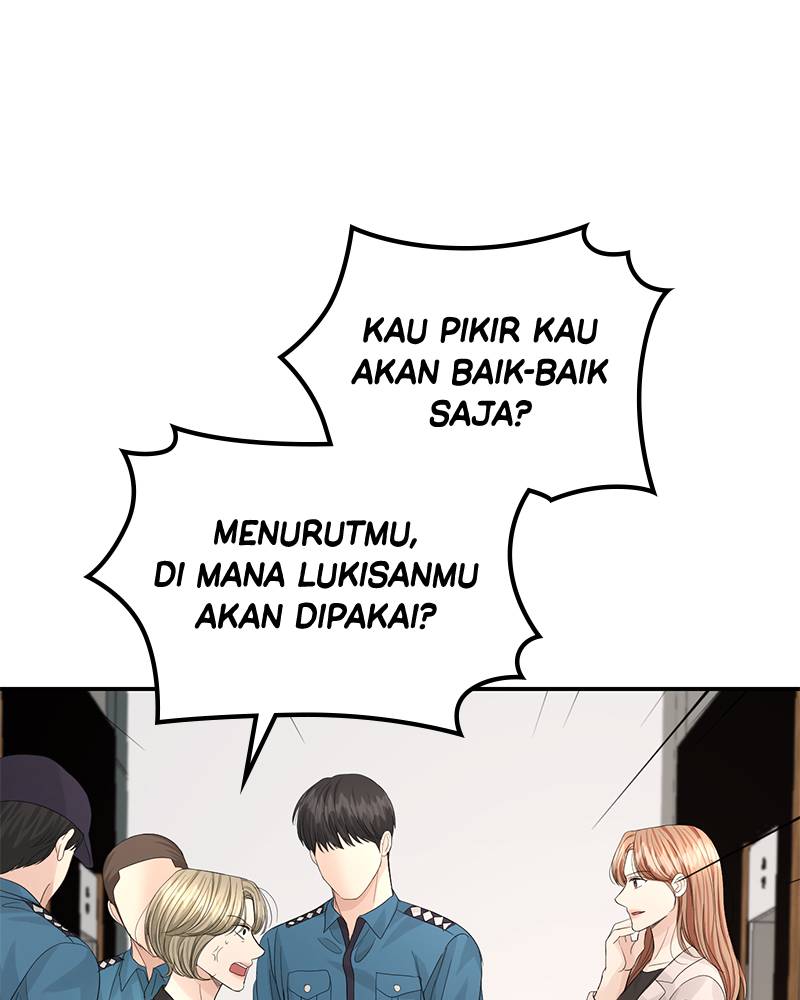 KAU PIKIR KAU
AKAN BAIK-BAIK
SAJA?
MENURUTMU,
DI MANA LUKISANMU
AKAN DIPAKAI?